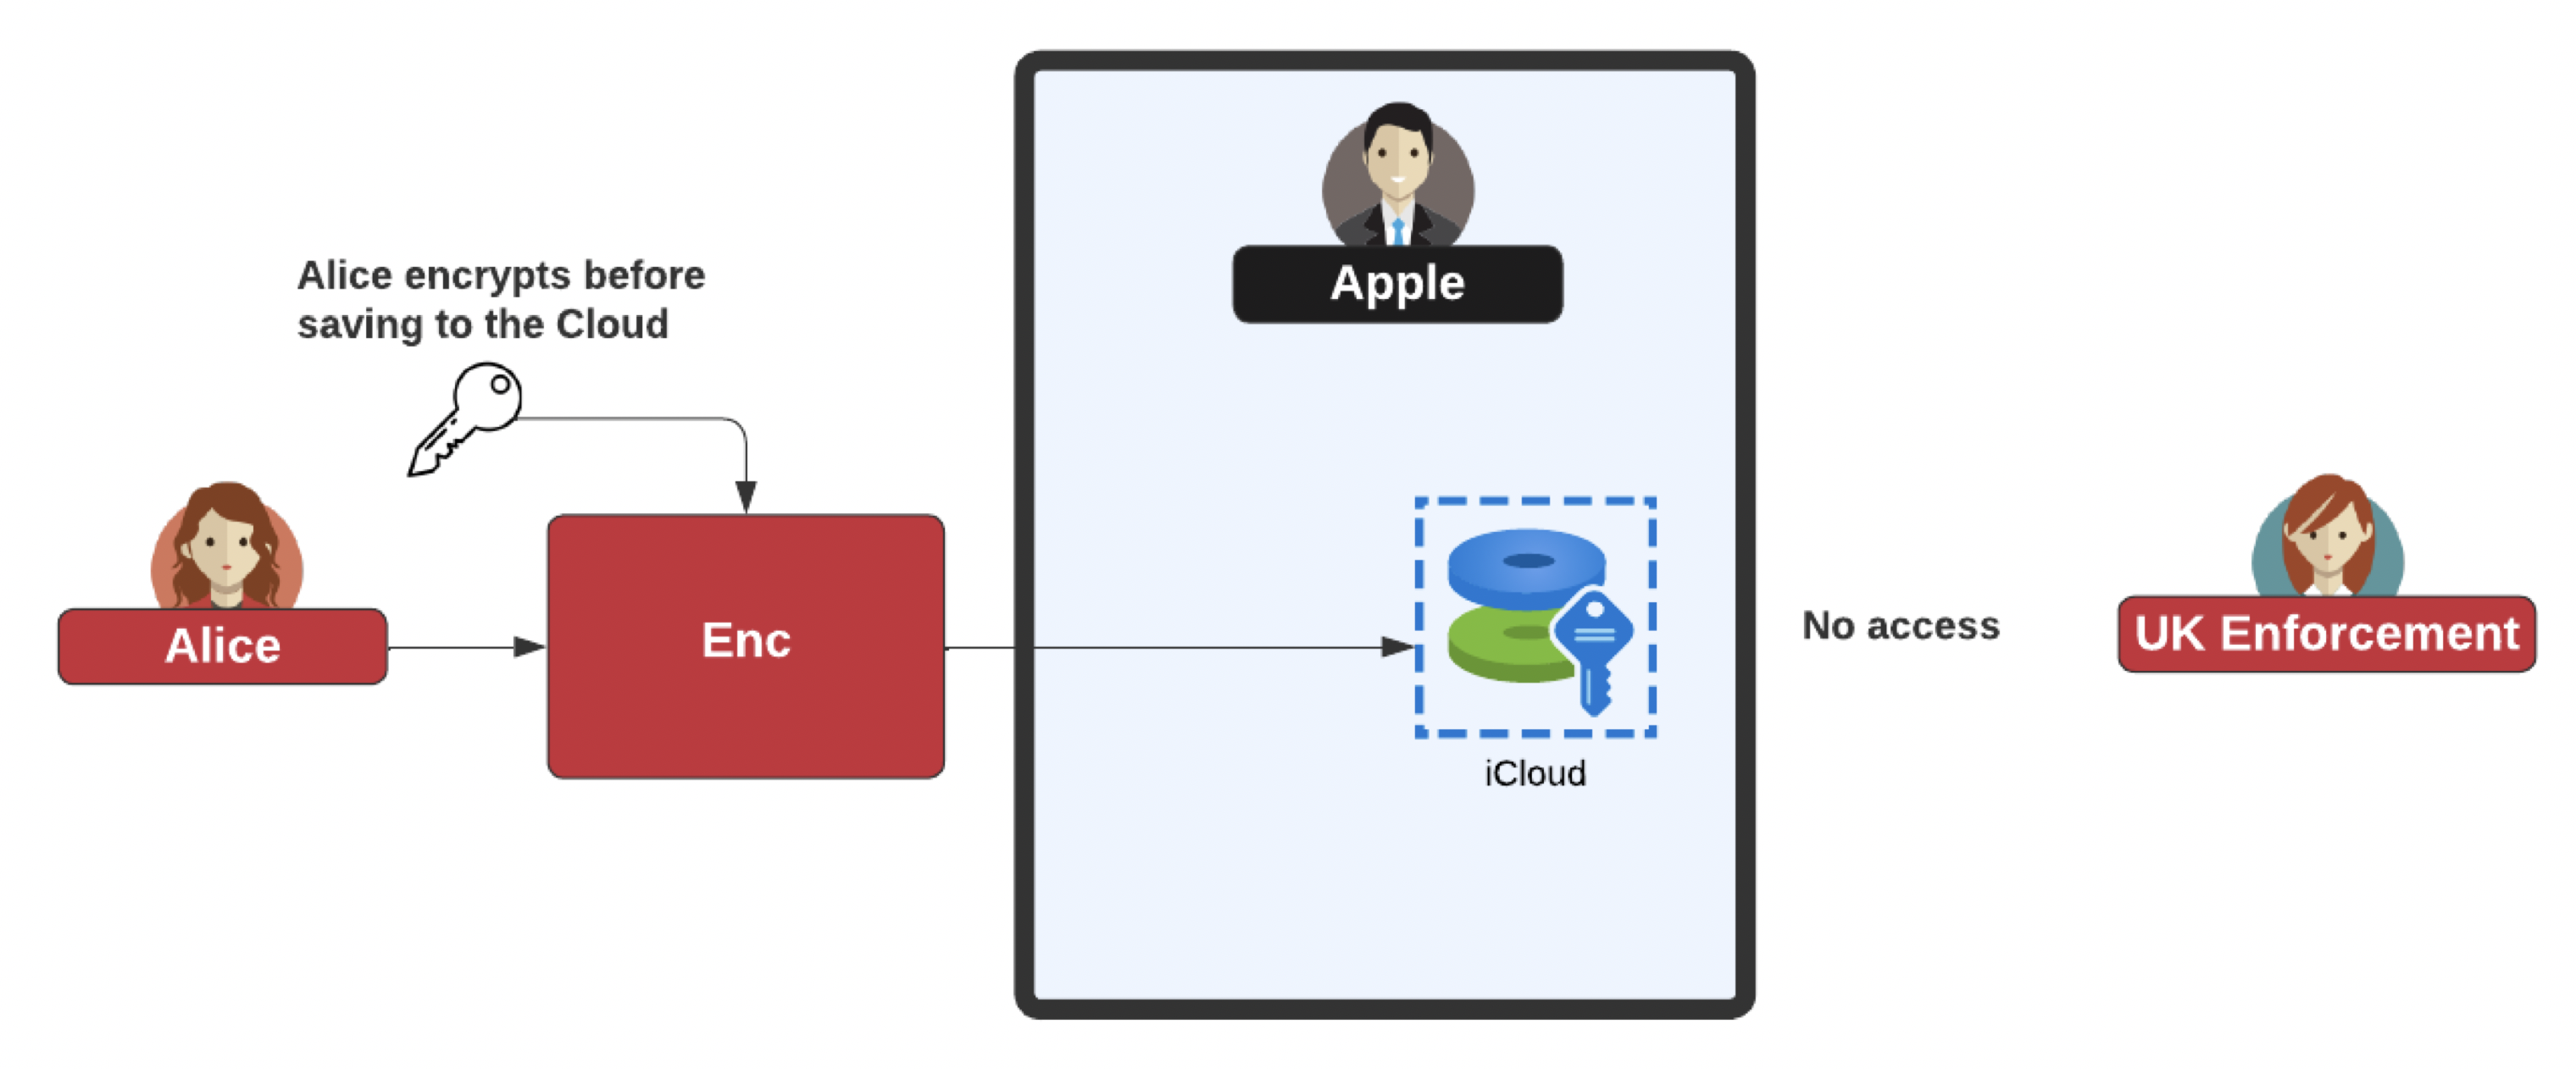 Alice encrypts before
saving to the Cloud
Apple
Alice
Enc
iCloud
No access
UK Enforcement